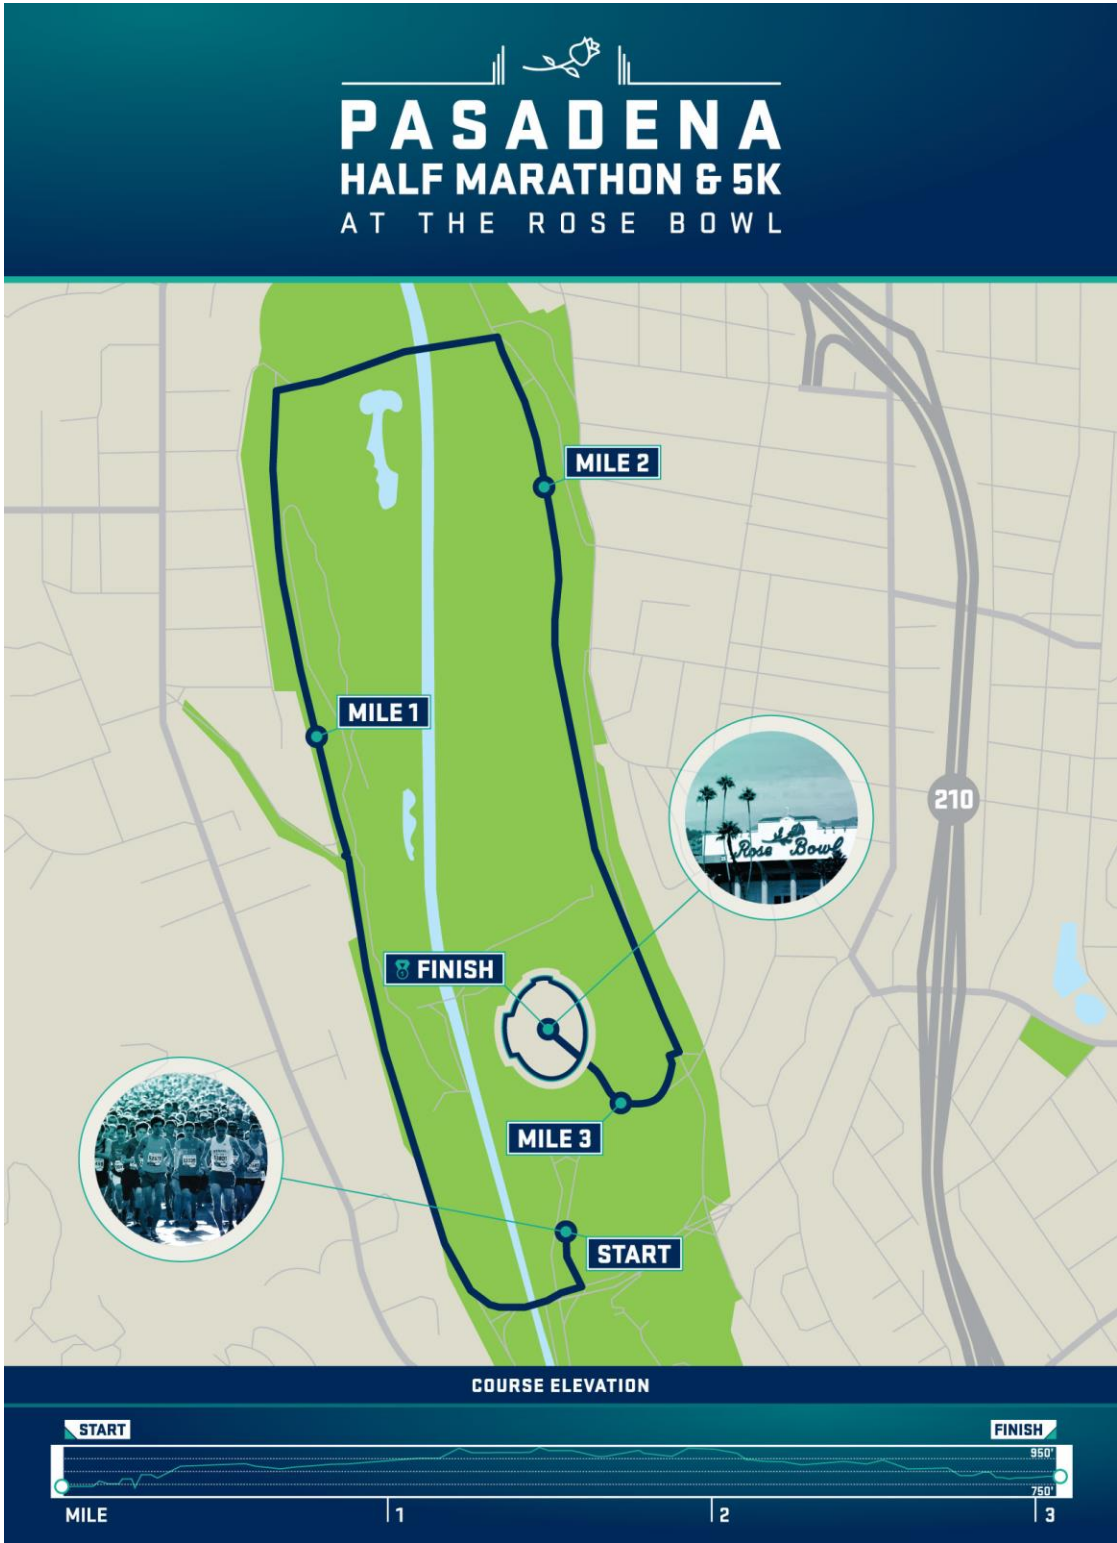 PASADENA
HALF MARATHON & 5K
AT THE ROSE BOWL
MILE 2
MILE 1
210
Rose Bowl
FINISH
MILE 3
START
COURSE ELEVATION
START
FINISH
950'
750'
MILE
1
2
3